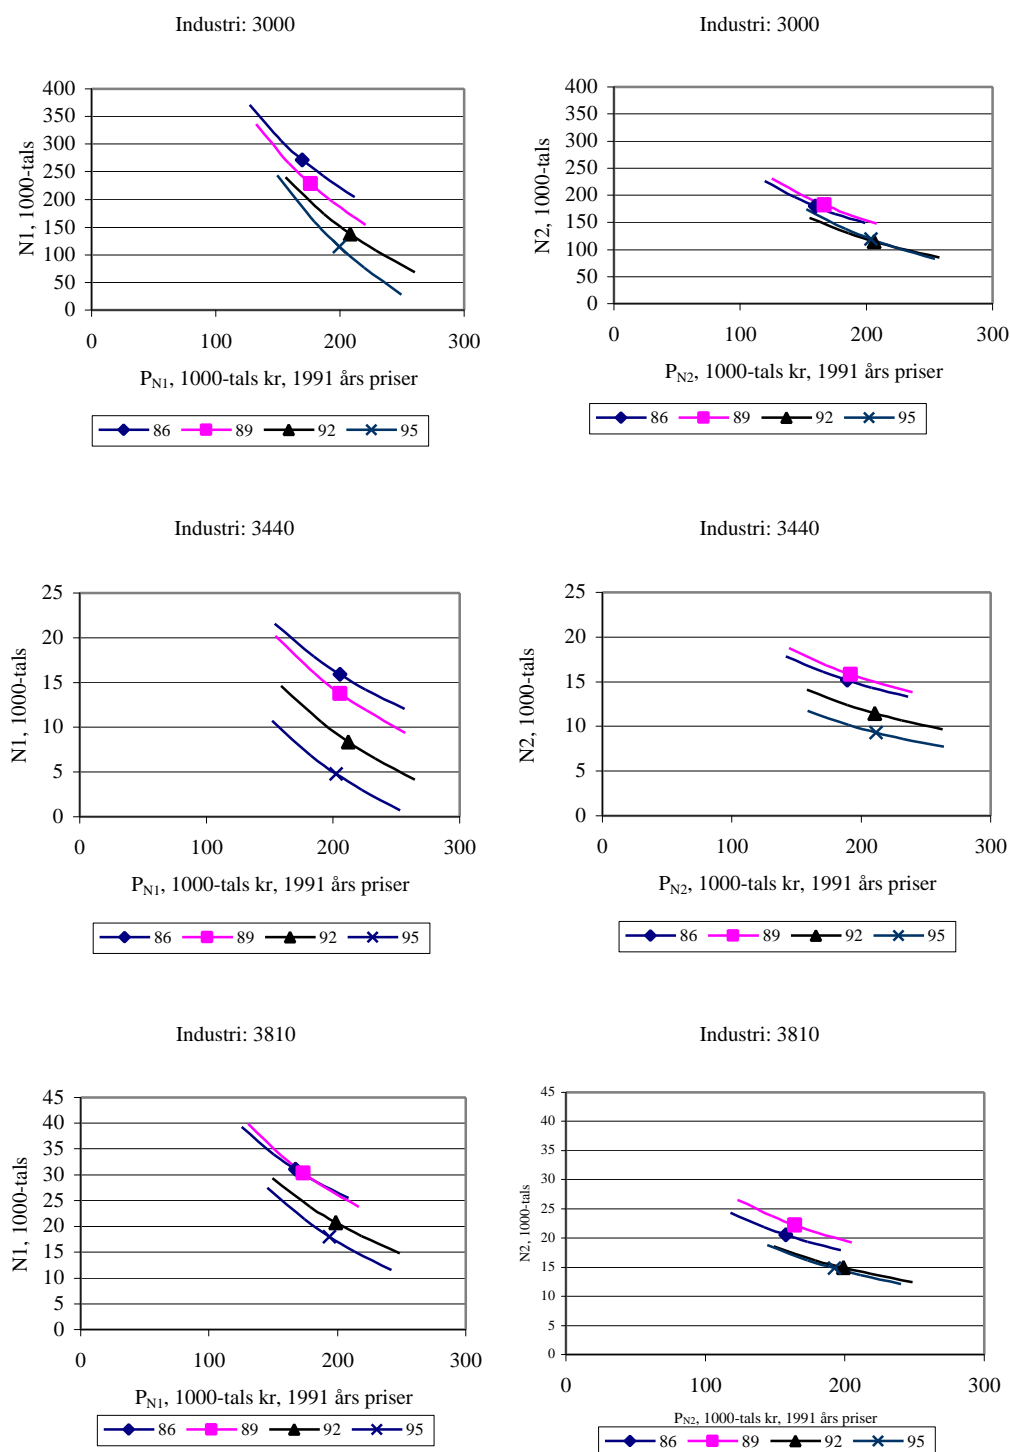 Industri: 3000
N1, 1000-tals
400
350
300
250
200
150
100
50
0
0 100 200 300
PN1, 1000-tals kr, 1991 års priser
86 89 92 95
Industri: 3000
N2, 1000-tals
400
350
300
250
200
150
100
50
0
0 100 200 300
PN2, 1000-tals kr, 1991 års priser
86 89 92 95
Industri: 3440
N1, 1000-tals
25
20
15
10
5
0
0 100 200 300
PN1, 1000-tals kr, 1991 års priser
86 89 92 95
Industri: 3440
N2, 1000-tals
25
20
15
10
5
0
0 100 200 300
PN2, 1000-tals kr, 1991 års priser
86 89 92 95
Industri: 3810
N1, 1000-tals
45
40
35
30
25
20
15
10
5
0
0 100 200 300
PN1, 1000-tals kr, 1991 års priser
86 89 92 95
Industri: 3810
N2, 1000-tals
45
40
35
30
25
20
15
10
5
0
0 100 200 300
PN2, 1000-tals kr, 1991 års priser
86 89 92 95